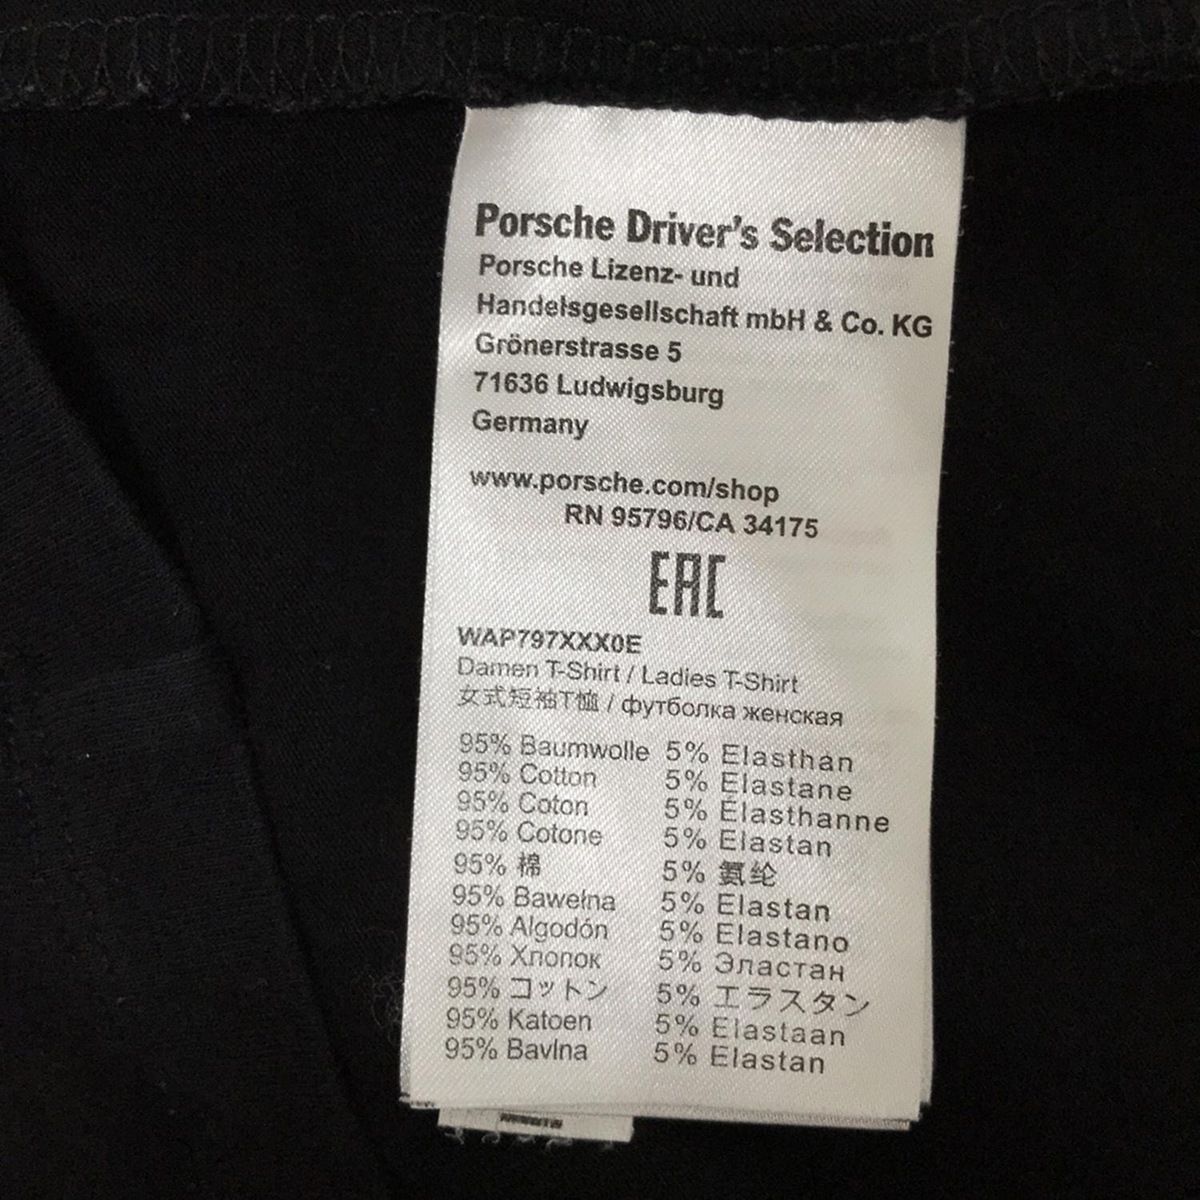 Porsche Driver's Selection
Porsche Lizenz- und
Handelsgesellschaft mbH & Co. KG
Grönerstrasse 5
71636 Ludwigsburg
Germany
www.porsche.com/shop
RN 95796/CA 34175
EAC
WAP797XXX0E
Damen T-Shirt / Ladies T-Shirt
女式短袖T恤 / футболка женская
95% Baumwolle 5% Elasthan
95% Cotton 5% Elastane
95% Coton 5% Élasthanne
95% Cotone 5% Elastan
95% 棉 5% 氨纶
95% Bawełna 5% Elastan
95% Algodón 5% Elastano
95% Хлопок 5% Эластан
95% コットン 5% エラスタン
95% Katoen 5% Elastaan
95% Bavlna 5% Elastan